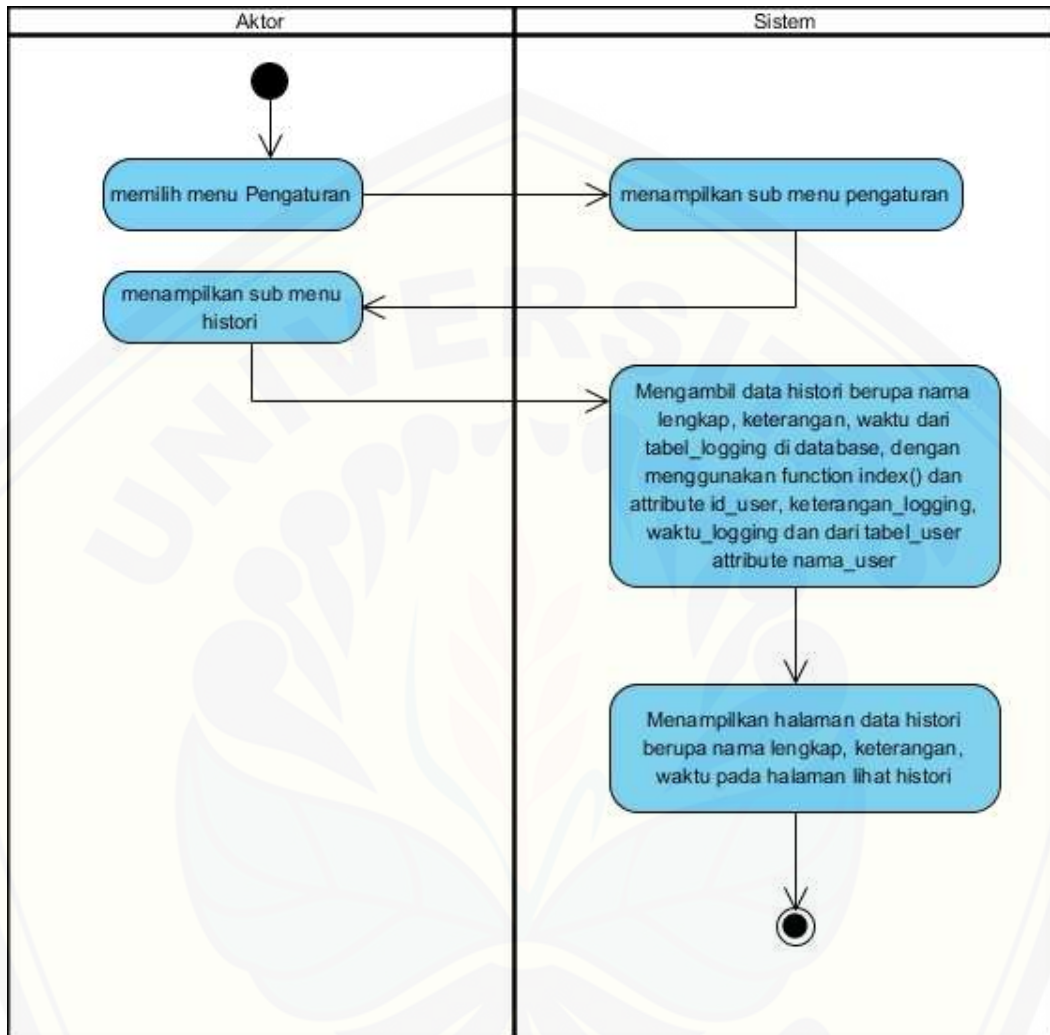 Aktor
Sistem
memilih menu Pengaturan
menampilkan sub menu pengaturan
menampilkan sub menu
histori
Mengambil data histori berupa nama
lengkap, keterangan, waktu dari
tabel_logging di database, dengan
menggunakan function index() dan
attribute id_user, keterangan_logging,
waktu_logging dan dari tabel_user
attribute nama_user
Menampilkan halaman data histori
berupa nama lengkap, keterangan,
waktu pada halaman lihat histori
UNIVERSIT